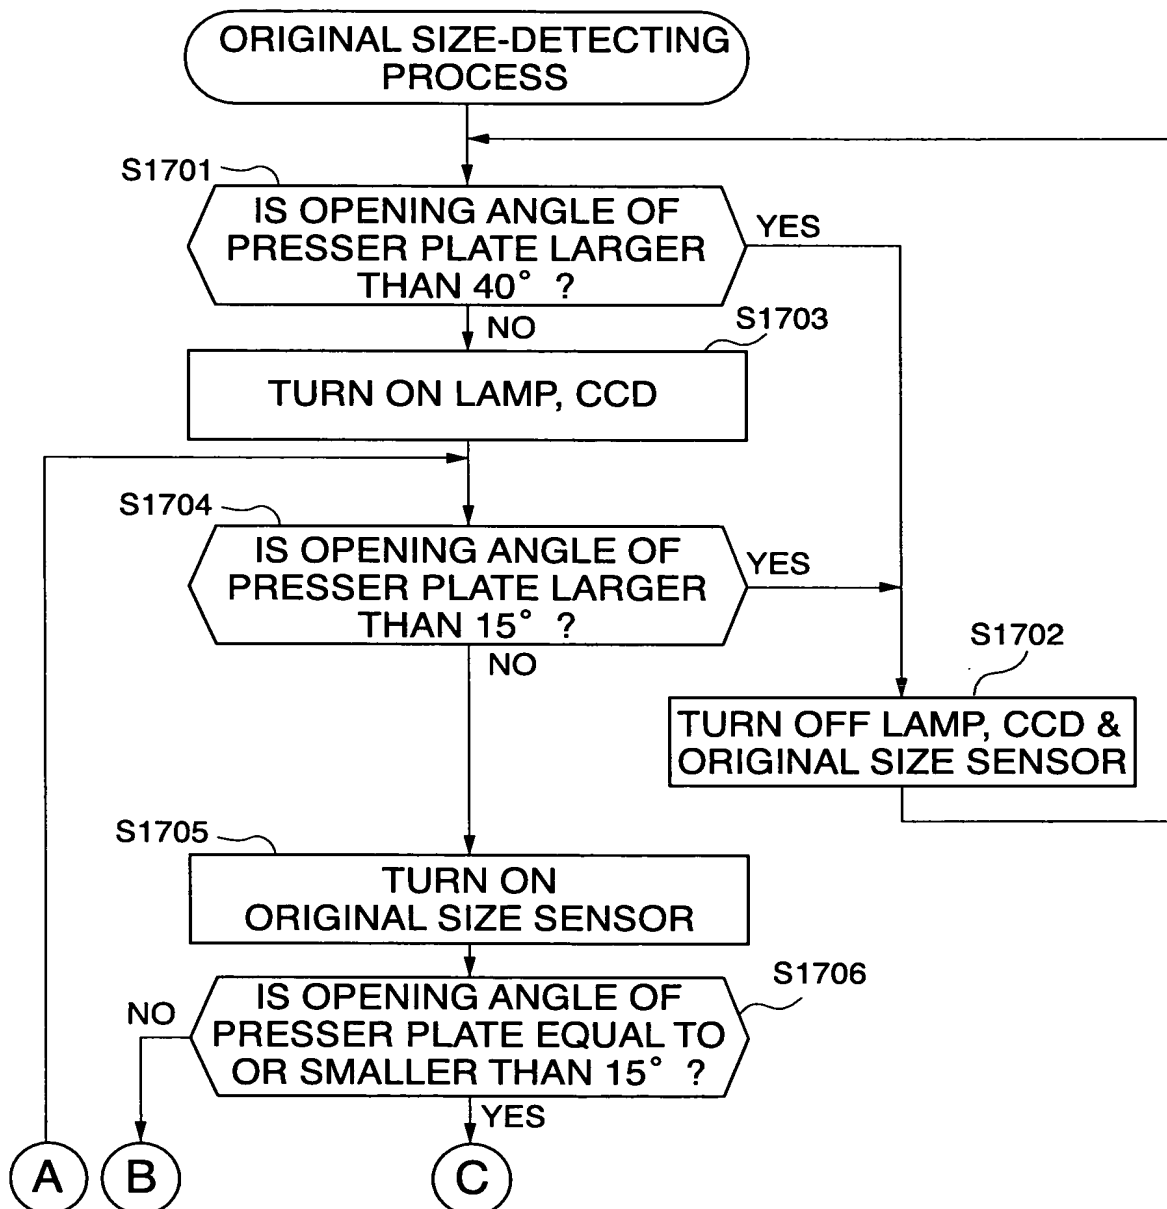 ORIGINAL SIZE-DETECTING
PROCESS
S1701
IS OPENING ANGLE OF
PRESSER PLATE LARGER
THAN 40° ?
YES
NO
S1703
TURN ON LAMP, CCD
S1704
IS OPENING ANGLE OF
PRESSER PLATE LARGER
THAN 15° ?
YES
NO
S1702
TURN OFF LAMP, CCD &
ORIGINAL SIZE SENSOR
S1705
TURN ON
ORIGINAL SIZE SENSOR
S1706
IS OPENING ANGLE OF
PRESSER PLATE EQUAL TO
OR SMALLER THAN 15° ?
NO
YES
A
B
C